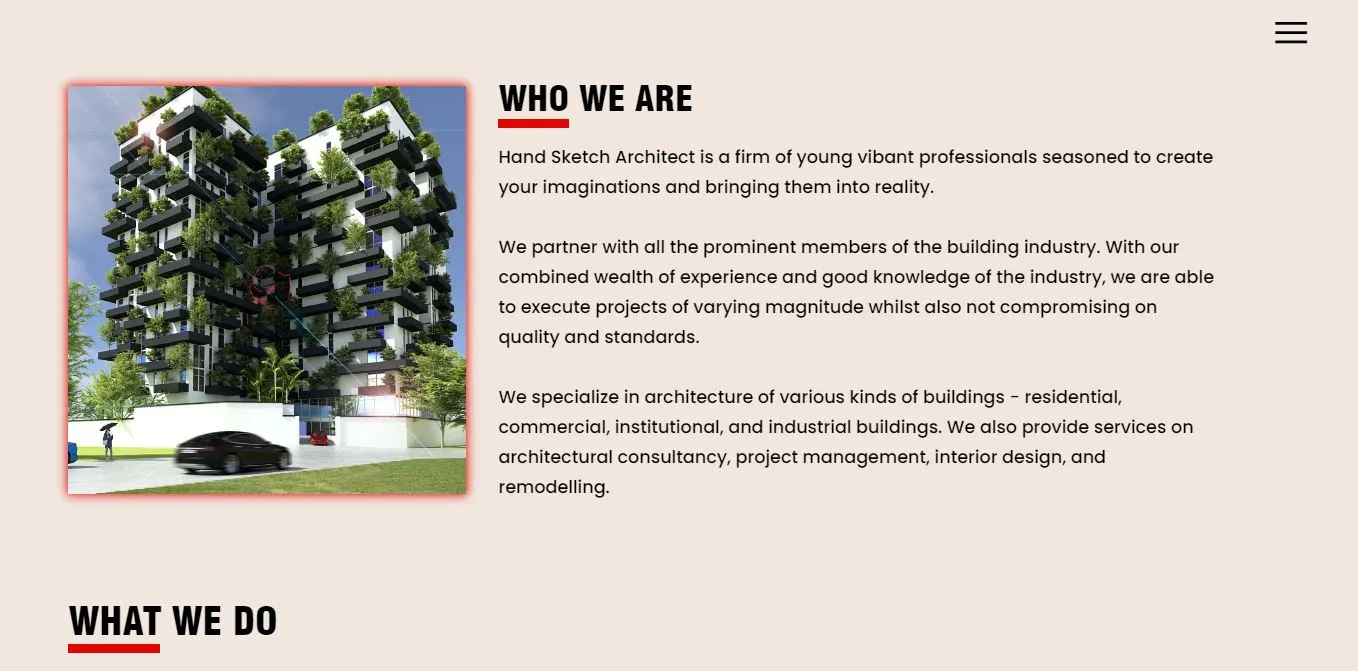 WHO WE ARE
Hand Sketch Architect is a firm of young vibant professionals seasoned to create
your imaginations and bringing them into reality.
We partner with all the prominent members of the building industry. With our
combined wealth of experience and good knowledge of the industry, we are able
to execute projects of varying magnitude whilst also not compromising on
quality and standards.
We specialize in architecture of various kinds of buildings - residential,
commercial, institutional, and industrial buildings. We also provide services on
architectural consultancy, project management, interior design, and
remodelling.
WHAT WE DO